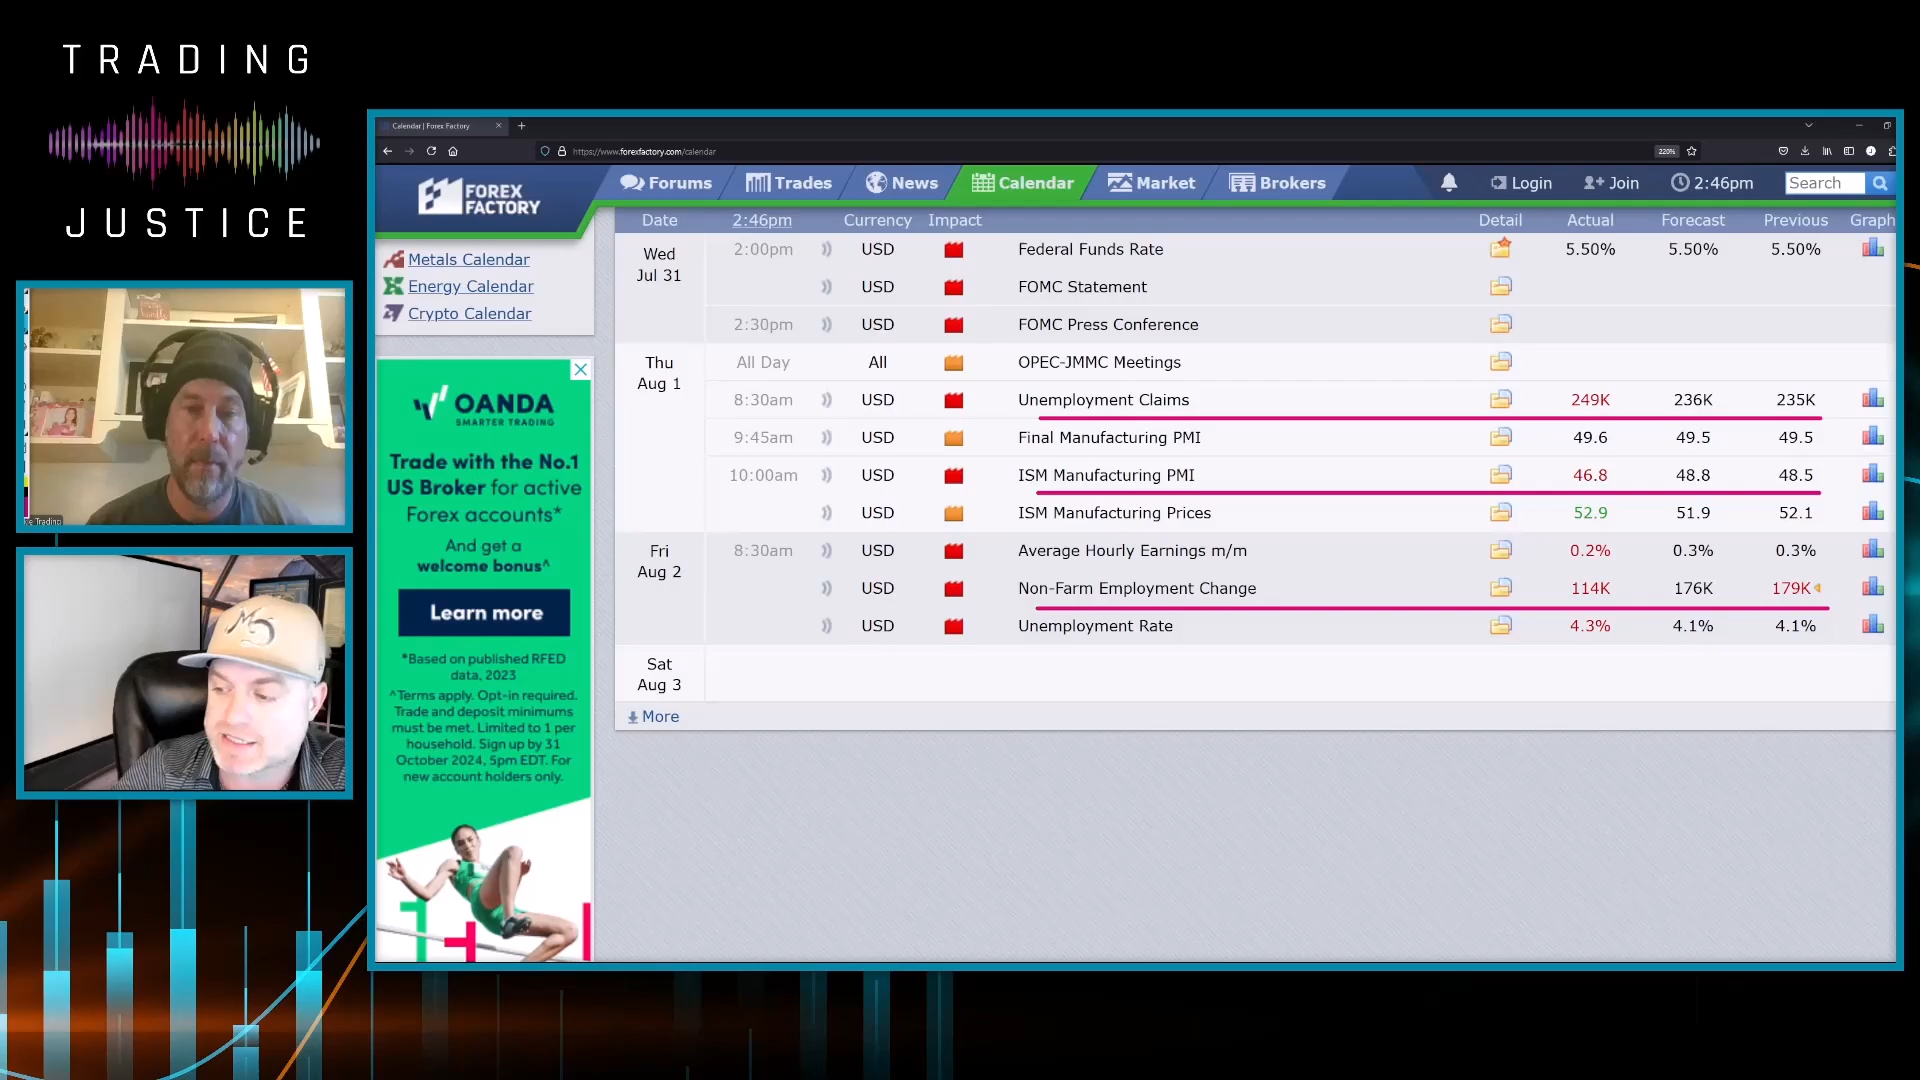 TRADING
JUSTICE
Calendar | Forex Factory
https://www.forexfactory.com/calendar
220%
FOREX
FACTORY
Forums
Trades
News
Calendar
Market
Brokers
Login
Join
2:46pm
Search
Metals Calendar
Energy Calendar
Crypto Calendar
Date 2:46pm Currency Impact Detail Actual Forecast Previous Graph
Wed
Jul 31
2:00pm USD Federal Funds Rate 5.50% 5.50% 5.50%
USD FOMC Statement
2:30pm USD FOMC Press Conference
Thu
Aug 1
All Day All OPEC-JMMC Meetings
8:30am USD Unemployment Claims 249K 236K 235K
9:45am USD Final Manufacturing PMI 49.6 49.5 49.5
10:00am USD ISM Manufacturing PMI 46.8 48.8 48.5
USD ISM Manufacturing Prices 52.9 51.9 52.1
Fri
Aug 2
8:30am USD Average Hourly Earnings m/m 0.2% 0.3% 0.3%
USD Non-Farm Employment Change 114K 176K 179K
USD Unemployment Rate 4.3% 4.1% 4.1%
Sat
Aug 3
More
OANDA
SMARTER TRADING
Trade with the No.1
US Broker for active
Forex accounts*
And get a
welcome bonus^
Learn more
*Based on published RFED
data, 2023
^Terms apply. Opt-in required.
Trade and deposit minimums
must be met. Limited to 1 per
household. Sign up by 31
October 2024, 5pm EDT. For
new account holders only.
Trading